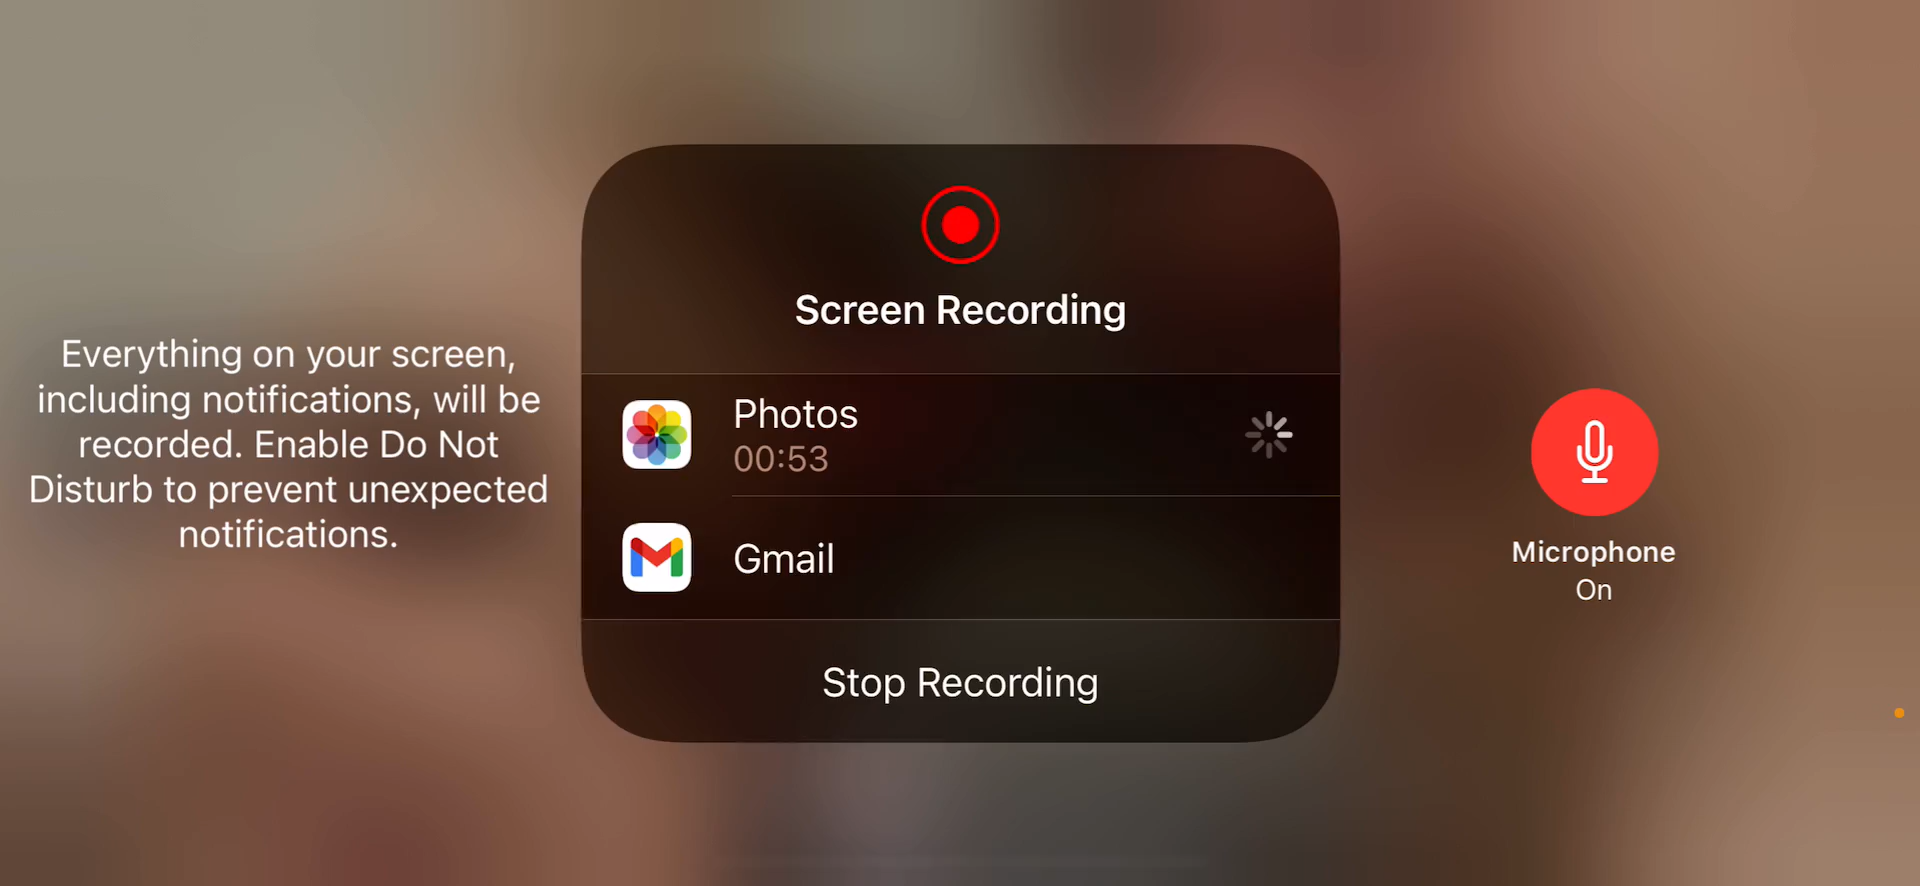 Everything on your screen,
including notifications, will be
recorded. Enable Do Not
Disturb to prevent unexpected
notifications.
Screen Recording
Photos
00:53
Gmail
Stop Recording
Microphone
On